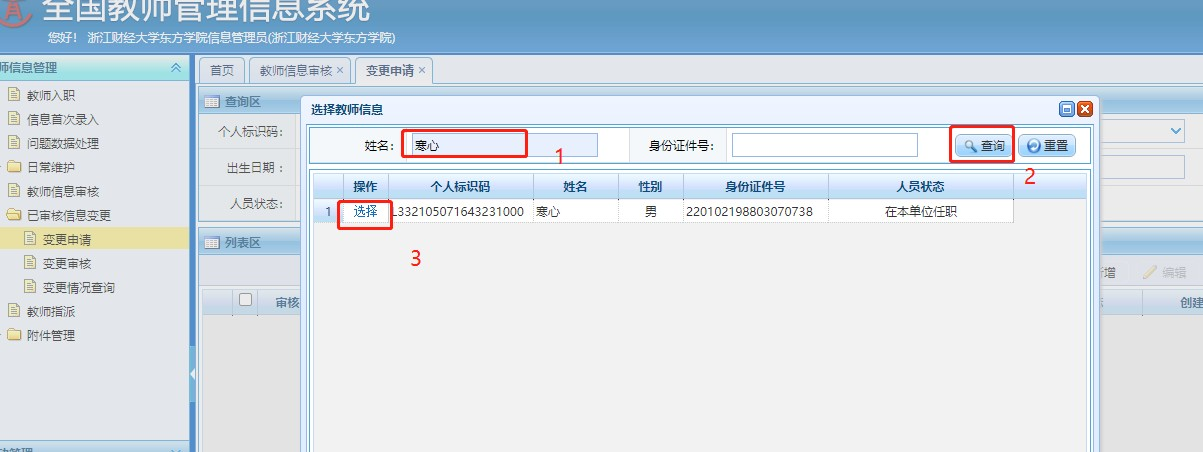 全国教师管理信息系统
您好！ 浙江财经大学东方学院信息管理员(浙江财经大学东方学院)
师信息管理
首页
教师信息审核 ×
变更申请 ×
教师入职
信息首次录入
问题数据处理
日常维护
教师信息审核
已审核信息变更
变更申请
变更审核
变更情况查询
教师指派
附件管理
查询区
个人标识码：
出生日期：
人员状态：
列表区
增
编辑
审核
创建
选择教师信息
姓名： 寒心 1
身份证件号：
查询
重置
2
操作 个人标识码 姓名 性别 身份证件号 人员状态
1 选择 L332105071643231000 寒心 男 220102198803070738 在本单位任职
3